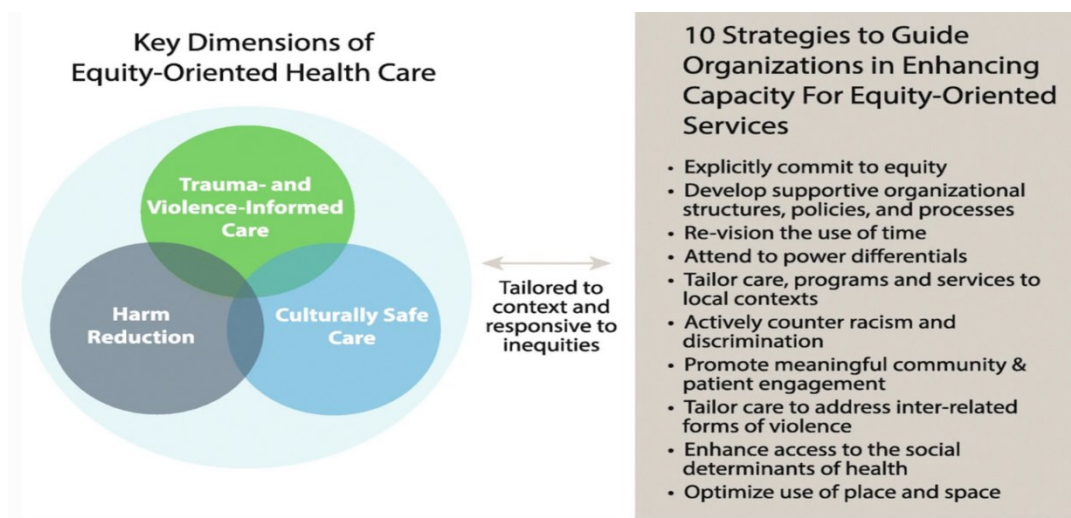 Key Dimensions of
Equity-Oriented Health Care
Trauma- and
Violence-Informed
Care
Harm
Reduction
Culturally Safe
Care
Tailored to
context and
responsive to
inequities
10 Strategies to Guide
Organizations in Enhancing
Capacity For Equity-Oriented
Services
• Explicitly commit to equity
• Develop supportive organizational
structures, policies, and processes
• Re-vision the use of time
• Attend to power differentials
• Tailor care, programs and services to
local contexts
• Actively counter racism and
discrimination
• Promote meaningful community &
patient engagement
• Tailor care to address inter-related
forms of violence
• Enhance access to the social
determinants of health
• Optimize use of place and space